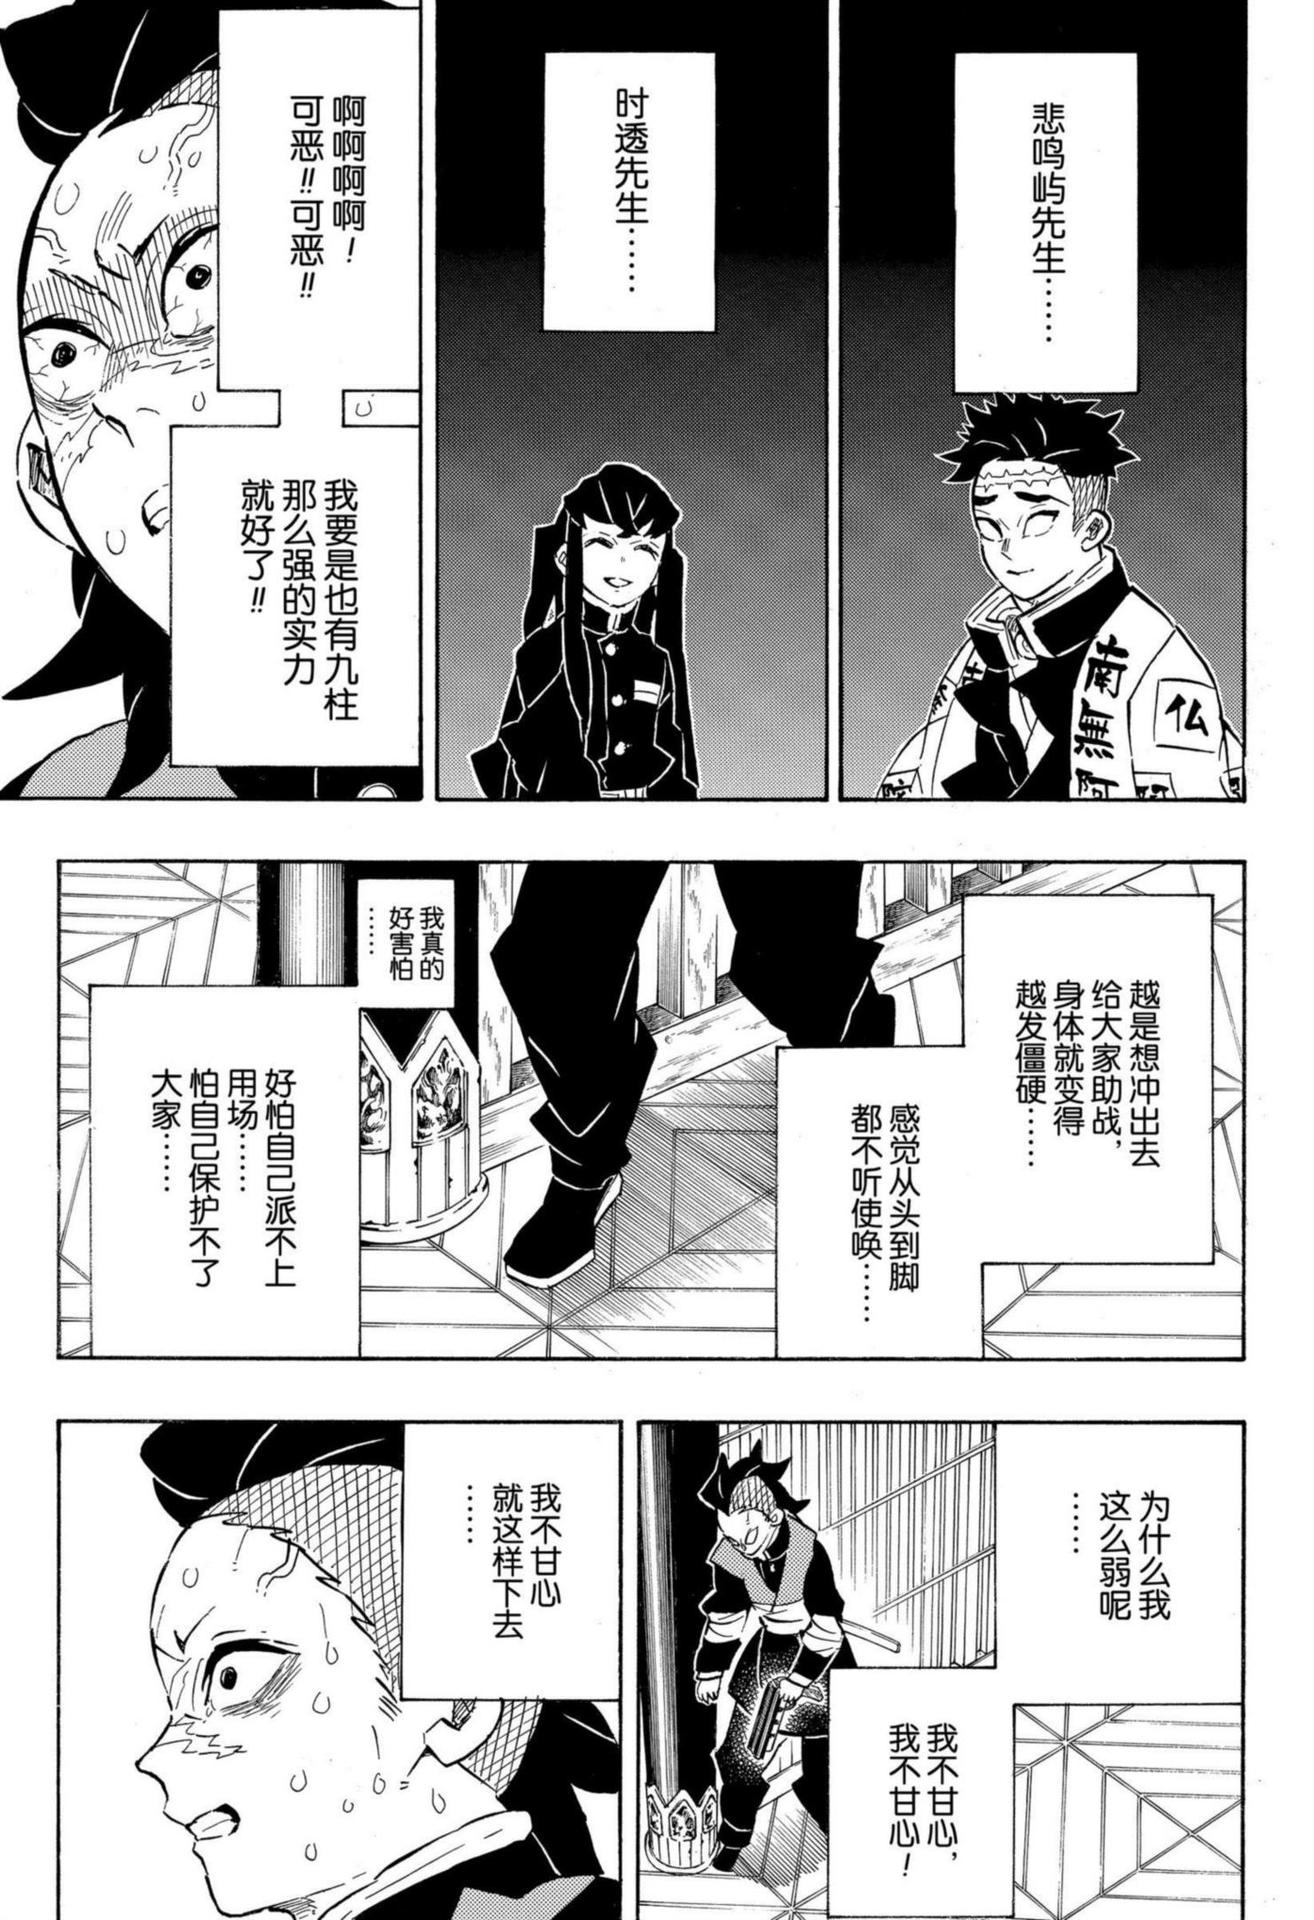 悲鸣屿先生……
南無阿
仏
时透先生……
啊啊啊啊！
可恶!!可恶!!
我要是也有九柱
那么强的实力
就好了!!
越是想冲出去
给大家助战，
身体就变得
越发僵硬……
感觉从头到脚
都不听使唤……
我真的
好害怕
……
好怕自己派不上
用场……
怕自己保护不了
大家……
为什么我
这么弱呢
……
我不甘心，
我不甘心！
我不甘心
就这样下去
……